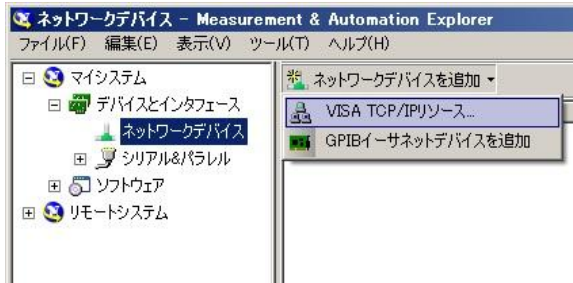 ネットワークデバイス - Measurement & Automation Explorer
ファイル(F) 編集(E) 表示(V) ツール(T) ヘルプ(H)
マイシステム
デバイスとインタフェース
ネットワークデバイス
シリアル&パラレル
ソフトウェア
リモートシステム
ネットワークデバイスを追加
VISA TCP/IPリソース...
GPIBイーサネットデバイスを追加